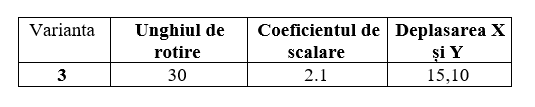 Varianta Unghiul de Coeficientul de Deplasarea X
rotire scalare și Y
3 30 2.1 15,10